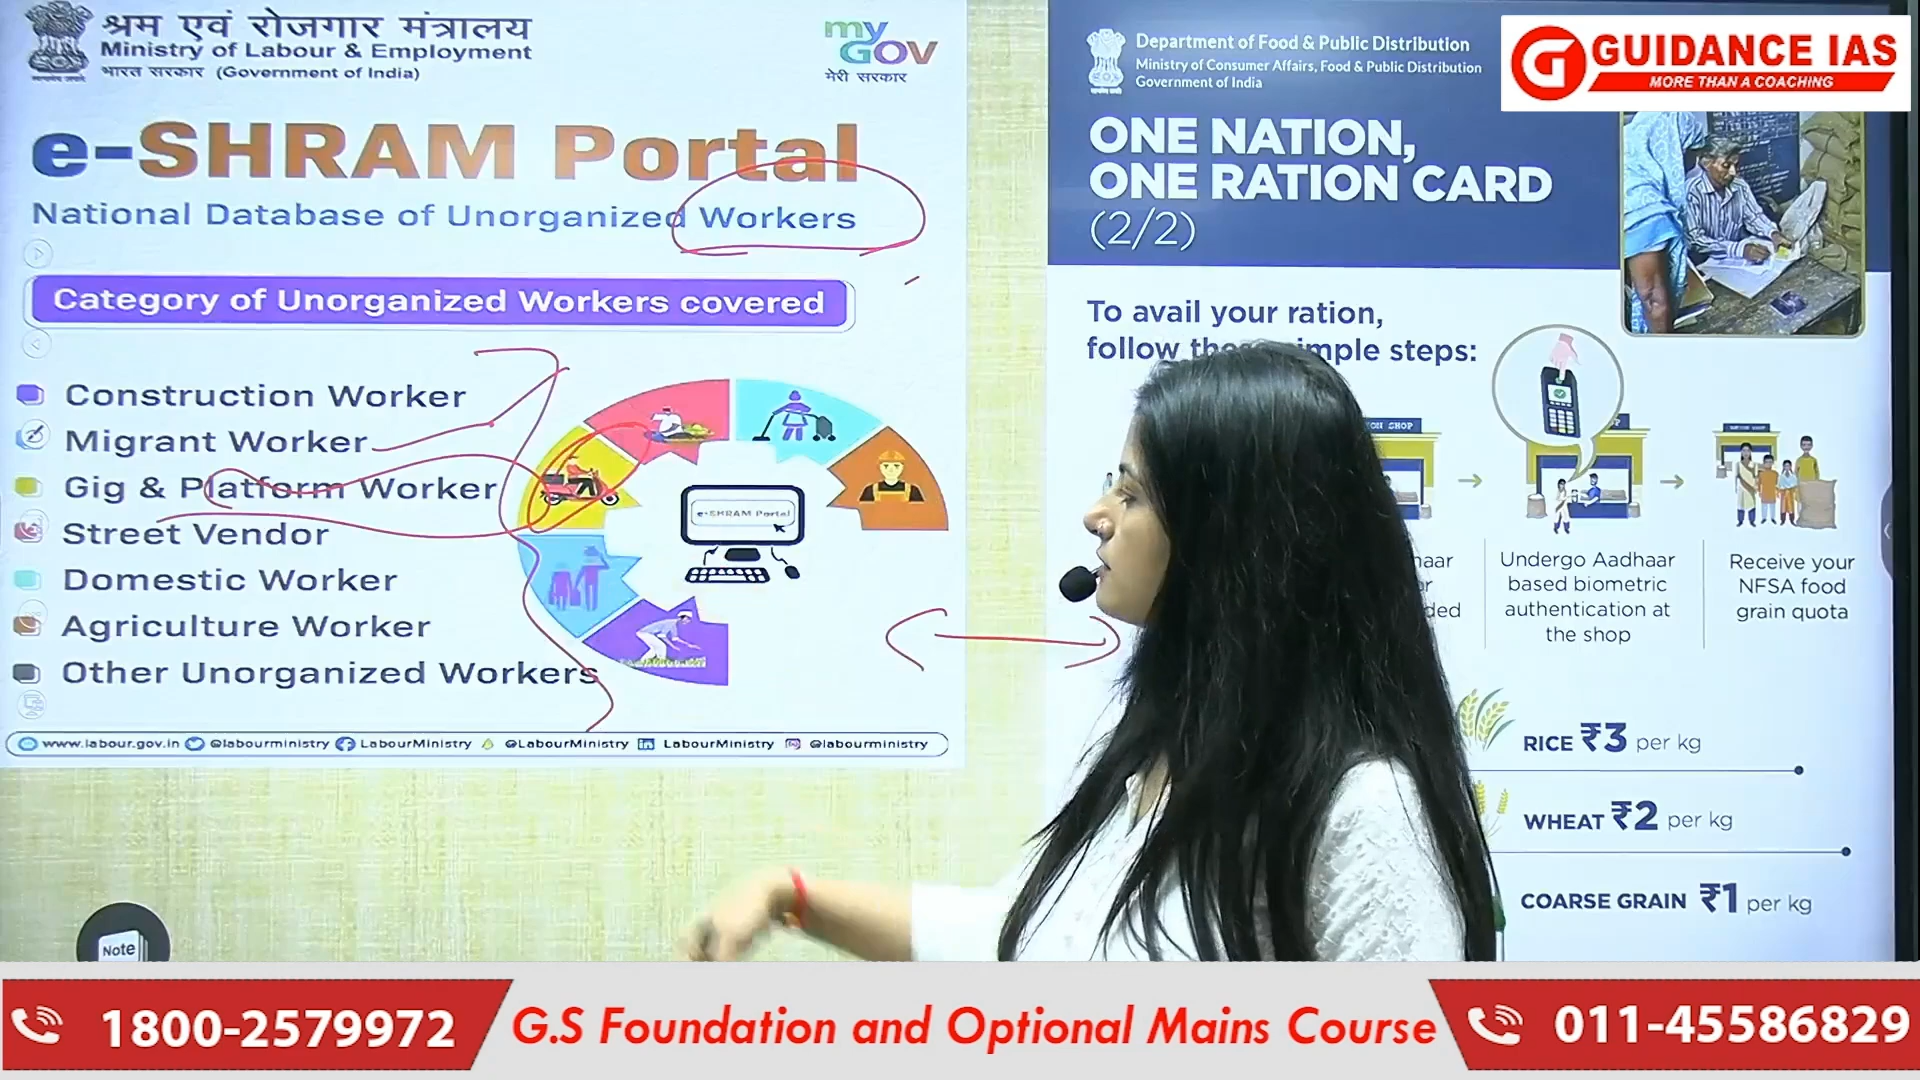 श्रम एवं रोजगार मंत्रालय
Ministry of Labour & Employment
भारत सरकार (Government of India)
my
GOV
मेरी सरकार
e-SHRAM Portal
National Database of Unorganized Workers
Category of Unorganized Workers covered
Construction Worker
Migrant Worker
Gig & Platform Worker
Street Vendor
Domestic Worker
Agriculture Worker
Other Unorganized Workers
e-SHRAM Portal
www.labour.gov.in @labourministry LabourMinistry @LabourMinistry LabourMinistry @labourministry
Note
Department of Food & Public Distribution
Ministry of Consumer Affairs, Food & Public Distribution
Government of India
ONE NATION,
ONE RATION CARD
(2/2)
To avail your ration,
follow simple steps:
SHOP
Undergo Aadhaar
based biometric
authentication at
the shop
Receive your
NFSA food
grain quota
RICE ₹3 per kg
WHEAT ₹2 per kg
COARSE GRAIN ₹1 per kg
G GUIDANCE IAS
MORE THAN A COACHING
1800-2579972
G.S Foundation and Optional Mains Course
011-45586829